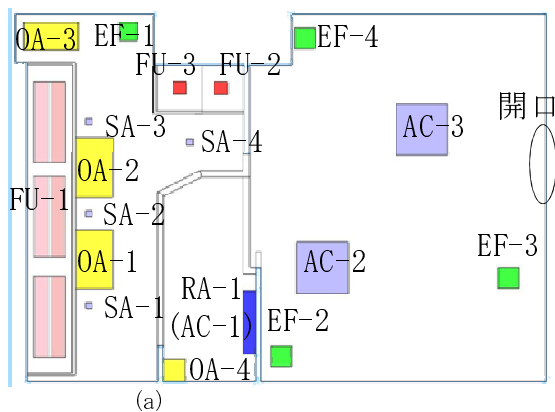 OA-3 EF-1 EF-4
FU-3 FU-2
開口
SA-3 SA-4 AC-3
OA-2
FU-1 SA-2
EF-3
OA-1 AC-2
RA-1
SA-1 (AC-1) EF-2
OA-4
(a)